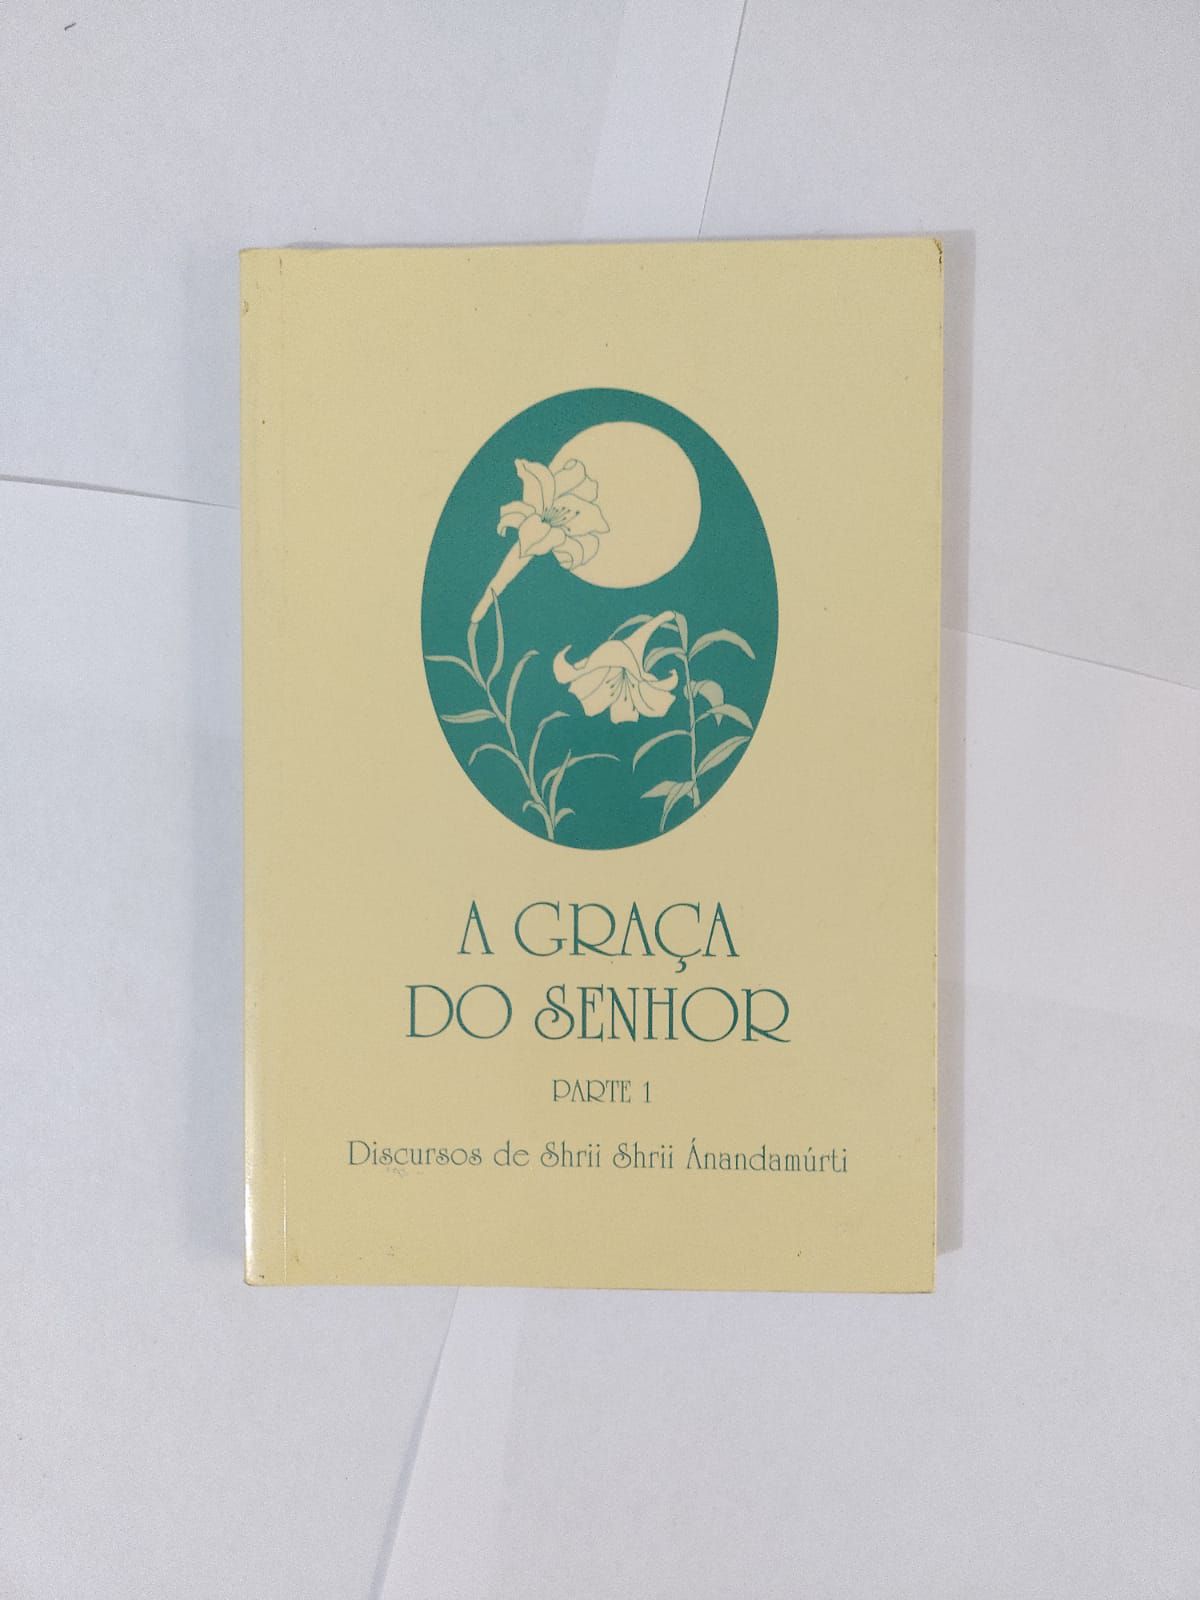 A GRAÇA
DO SENHOR
PARTE 1
Discursos de Shrii Shrii Ánandamúrti